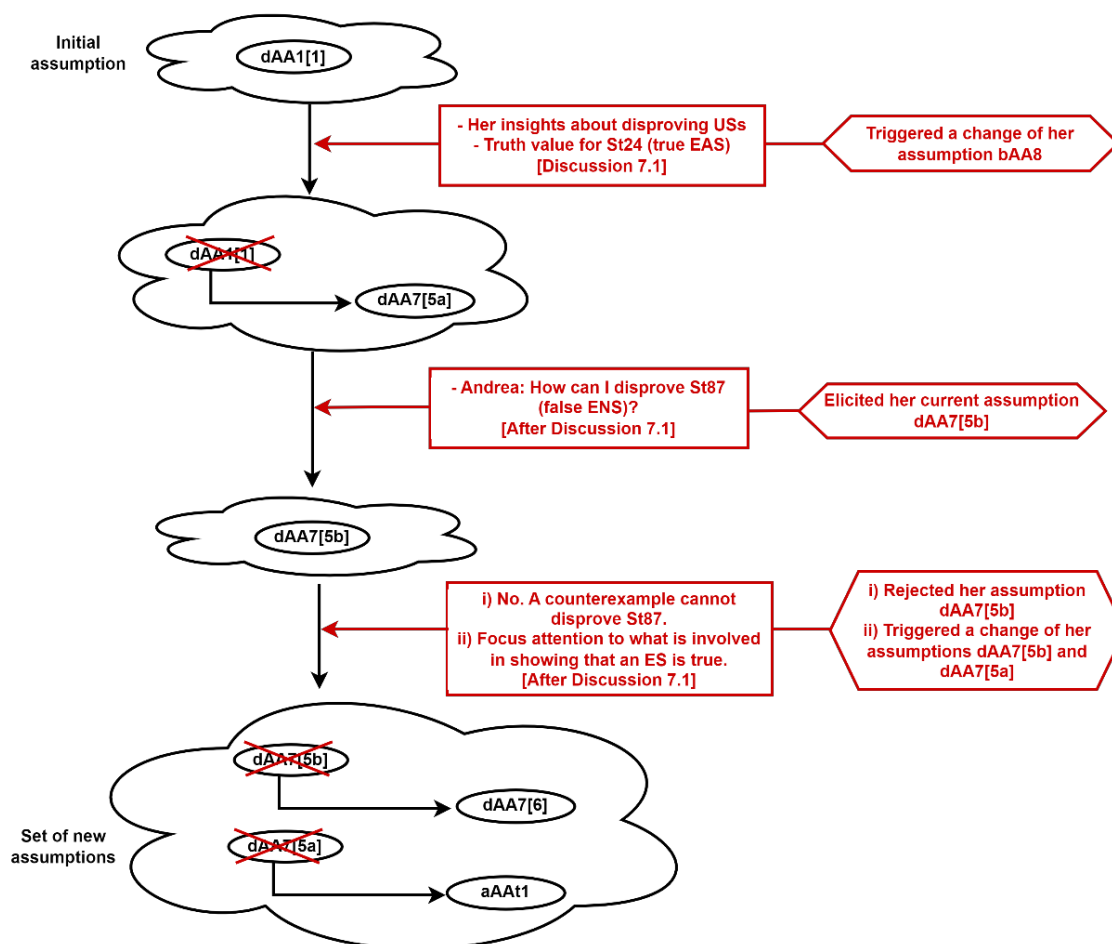 Initial
assumption
dAA1[1]
- Her insights about disproving USs
- Truth value for St24 (true EAS)
[Discussion 7.1]
Triggered a change of her
assumption bAA8
dAA1[1]
dAA7[5a]
- Andrea: How can I disprove St87
(false ENS)?
[After Discussion 7.1]
Elicited her current assumption
dAA7[5b]
dAA7[5b]
i) No. A counterexample cannot
disprove St87.
ii) Focus attention to what is involved
in showing that an ES is true.
[After Discussion 7.1]
i) Rejected her assumption
dAA7[5b]
ii) Triggered a change of her
assumptions dAA7[5b] and
dAA7[5a]
dAA7[5b]
dAA7[6]
Set of new
assumptions
dAA7[5a]
aAAt1